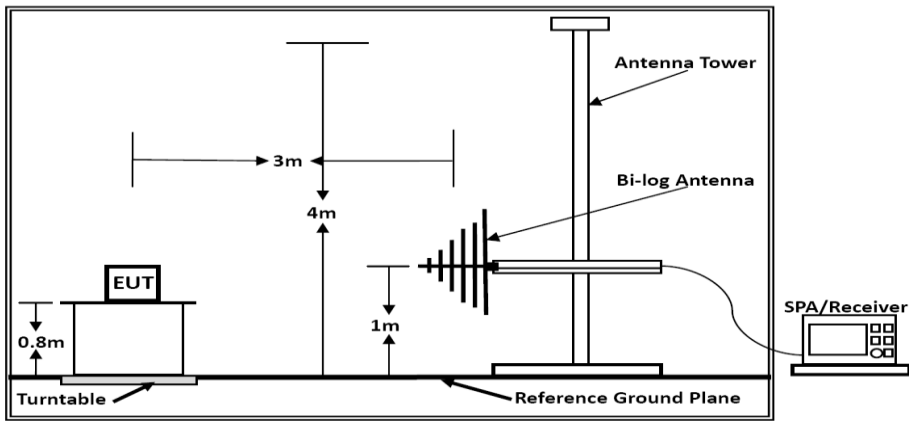 Antenna Tower
3m
Bi-log Antenna
4m
EUT
SPA/Receiver
0.8m
1m
Turntable
Reference Ground Plane